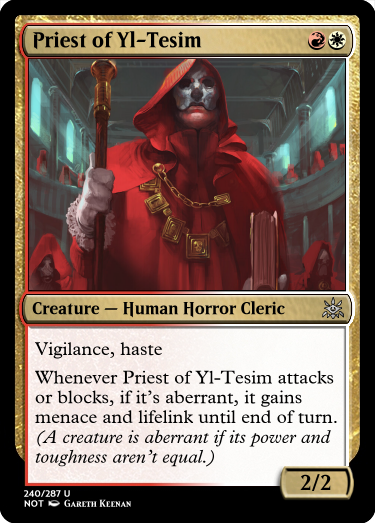 Priest of Yl-Tesim
Creature — Human Horror Cleric
Vigilance, haste
Whenever Priest of Yl-Tesim attacks
or blocks, if it's aberrant, it gains
menace and lifelink until end of turn.
(A creature is aberrant if its power and
toughness aren't equal.)
2/2
240/287 U
NOT GARETH KEENAN